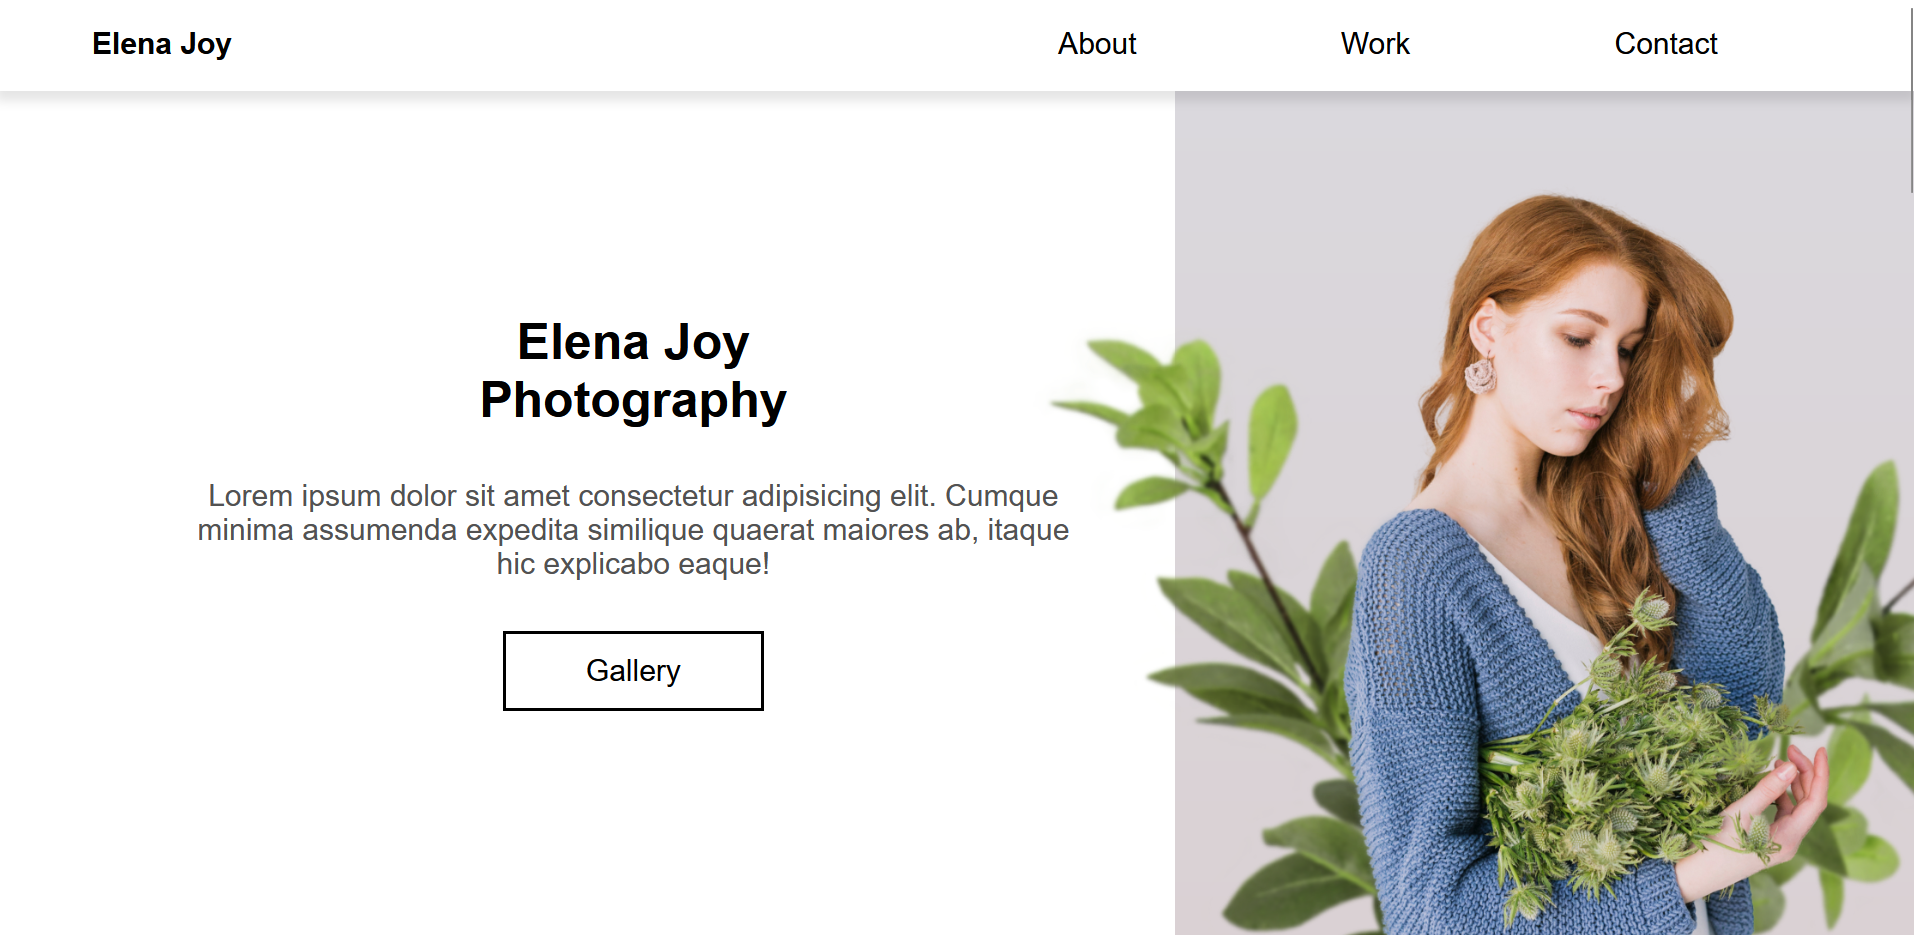 Elena Joy
About
Work
Contact
Elena Joy
Photography
Lorem ipsum dolor sit amet consectetur adipisicing elit. Cumque
minima assumenda expedita similique quaerat maiores ab, itaque
hic explicabo eaque!
Gallery